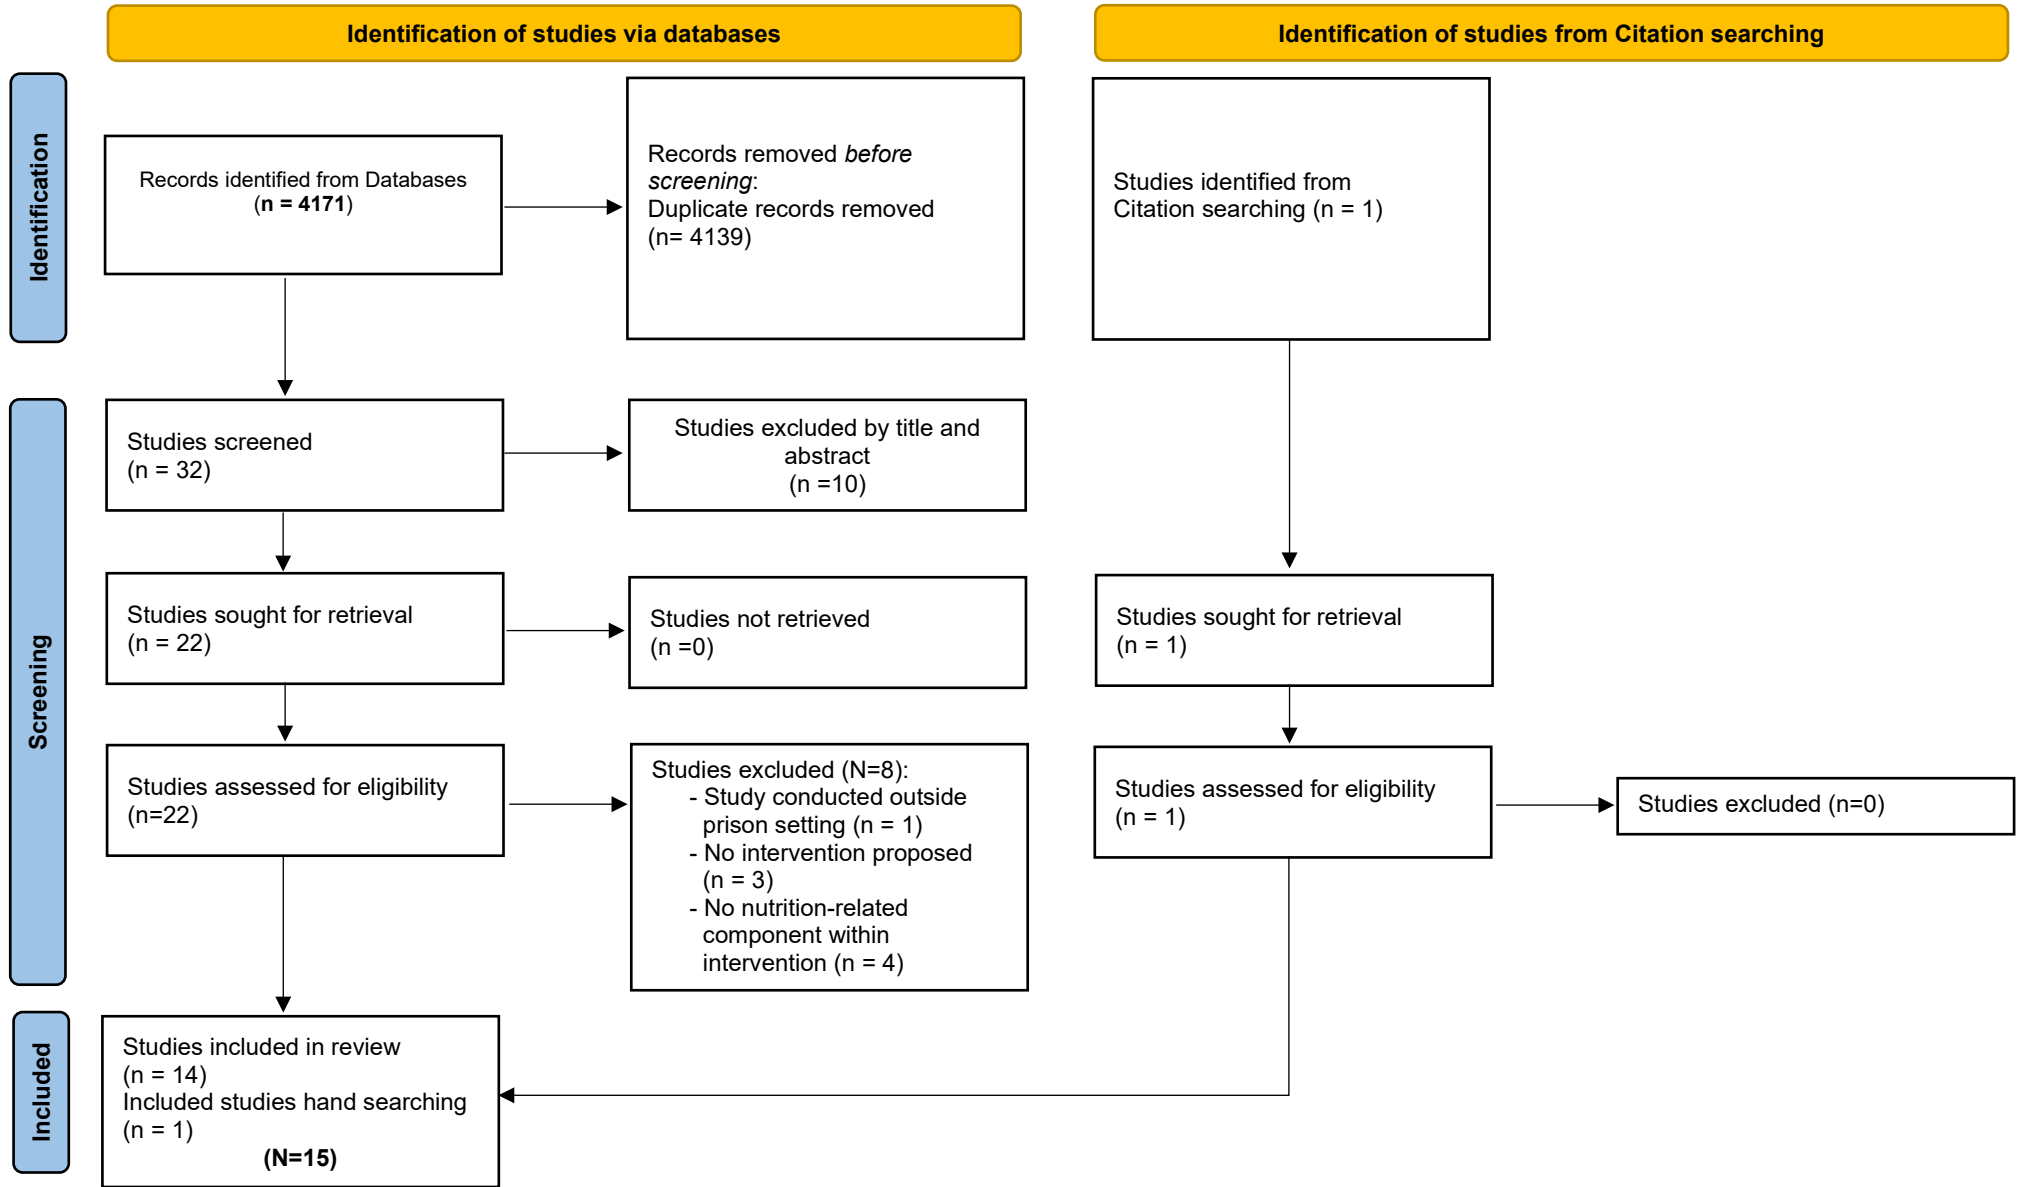 Identification of studies via databases
Identification of studies from Citation searching
Identification
Records identified from Databases
(n = 4171)
Records removed before
screening:
Duplicate records removed
(n= 4139)
Studies identified from
Citation searching (n = 1)
Screening
Studies screened
(n = 32)
Studies excluded by title and
abstract
(n =10)
Studies sought for retrieval
(n = 22)
Studies not retrieved
(n =0)
Studies sought for retrieval
(n = 1)
Studies assessed for eligibility
(n=22)
Studies excluded (N=8):
- Study conducted outside
prison setting (n = 1)
- No intervention proposed
(n = 3)
- No nutrition-related
component within
intervention (n = 4)
Studies assessed for eligibility
(n = 1)
Studies excluded (n=0)
Included
Studies included in review
(n = 14)
Included studies hand searching
(n = 1)
(N=15)